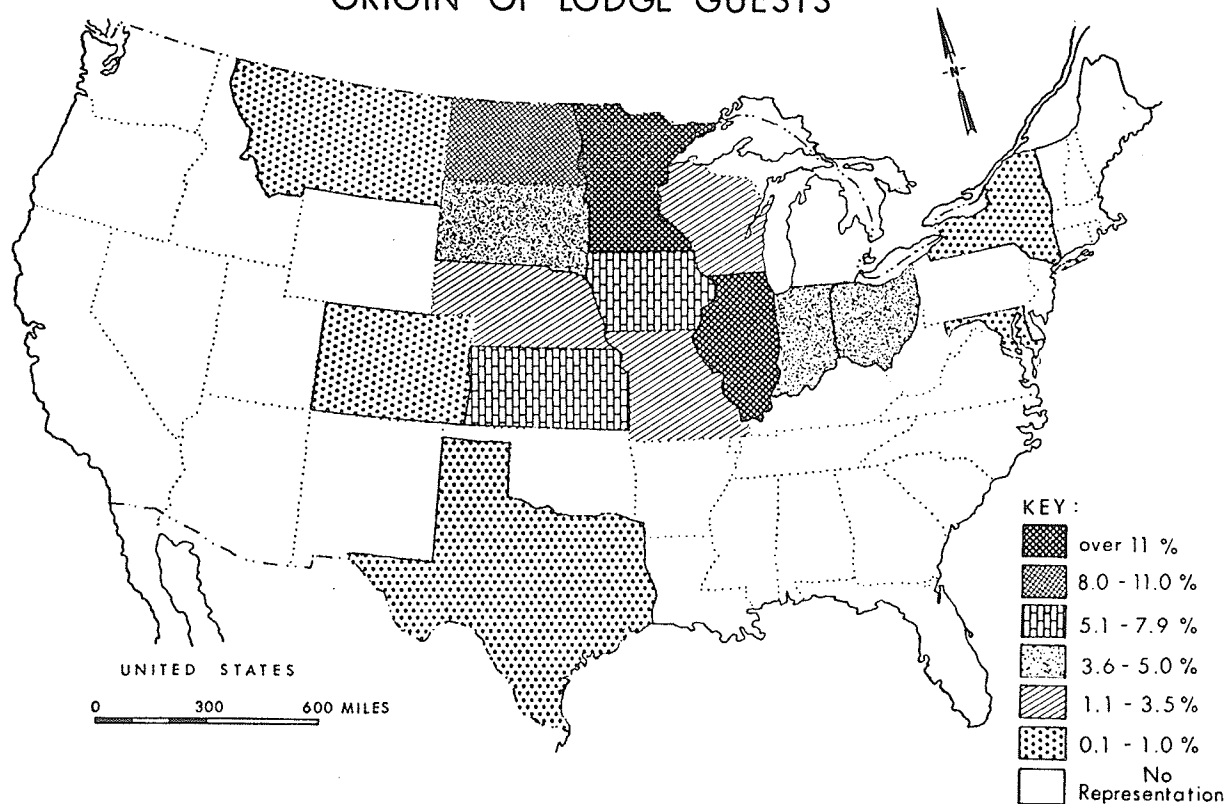 ORIGIN OF LODGE GUESTS
N
KEY:
over 11 %
8.0 - 11.0 %
5.1 - 7.9 %
3.6 - 5.0 %
1.1 - 3.5 %
0.1 - 1.0 %
No
Representation
UNITED STATES
0 300 600 MILES